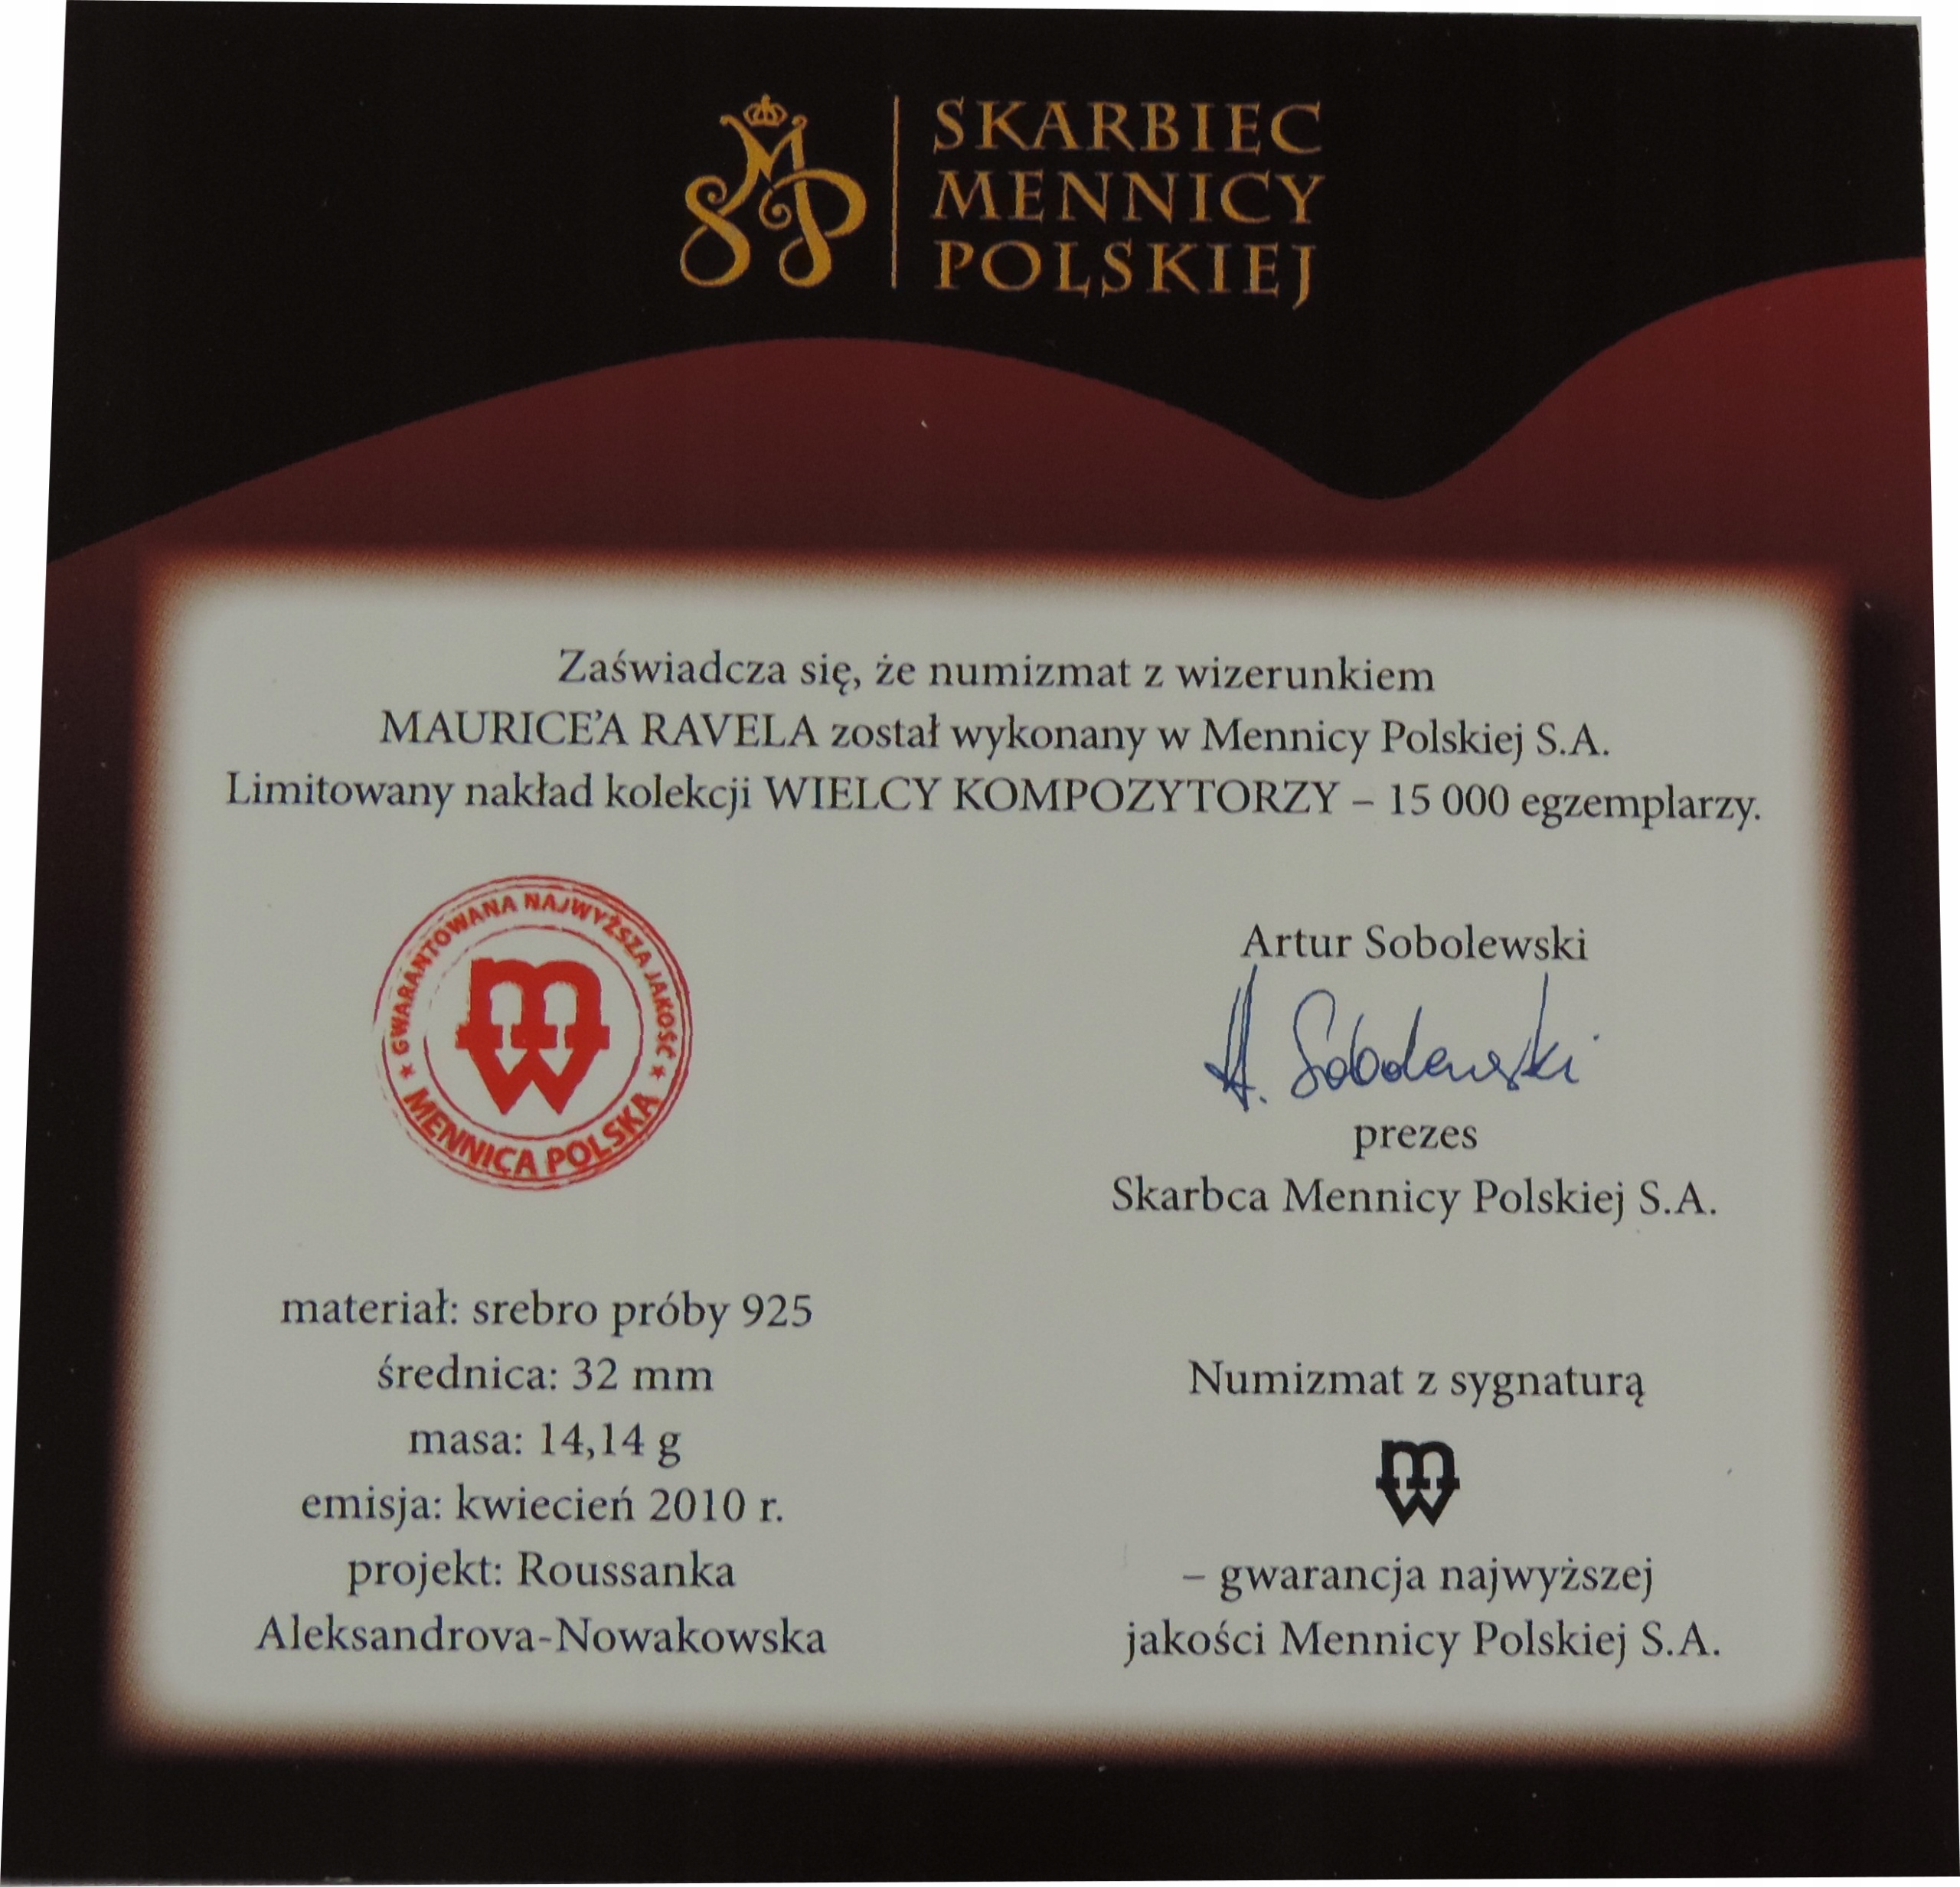 SKARBIEC
MENNICY
POLSKIEJ
Zaświadcza się, że numizmat z wizerunkiem
MAURICE’A RAVELA został wykonany w Mennicy Polskiej S.A.
Limitowany nakład kolekcji WIELCY KOMPOZYTORZY – 15 000 egzemplarzy.
★ GWARANTOWANA NAJWYŻSZA JAKOŚĆ ★
MENNICA POLSKA
Artur Sobolewski
A. Sobolewski
prezes
Skarbca Mennicy Polskiej S.A.
materiał: srebro próby 925
średnica: 32 mm
masa: 14,14 g
emisja: kwiecień 2010 r.
projekt: Roussanka
Aleksandrova-Nowakowska
Numizmat z sygnaturą
– gwarancja najwyższej
jakości Mennicy Polskiej S.A.